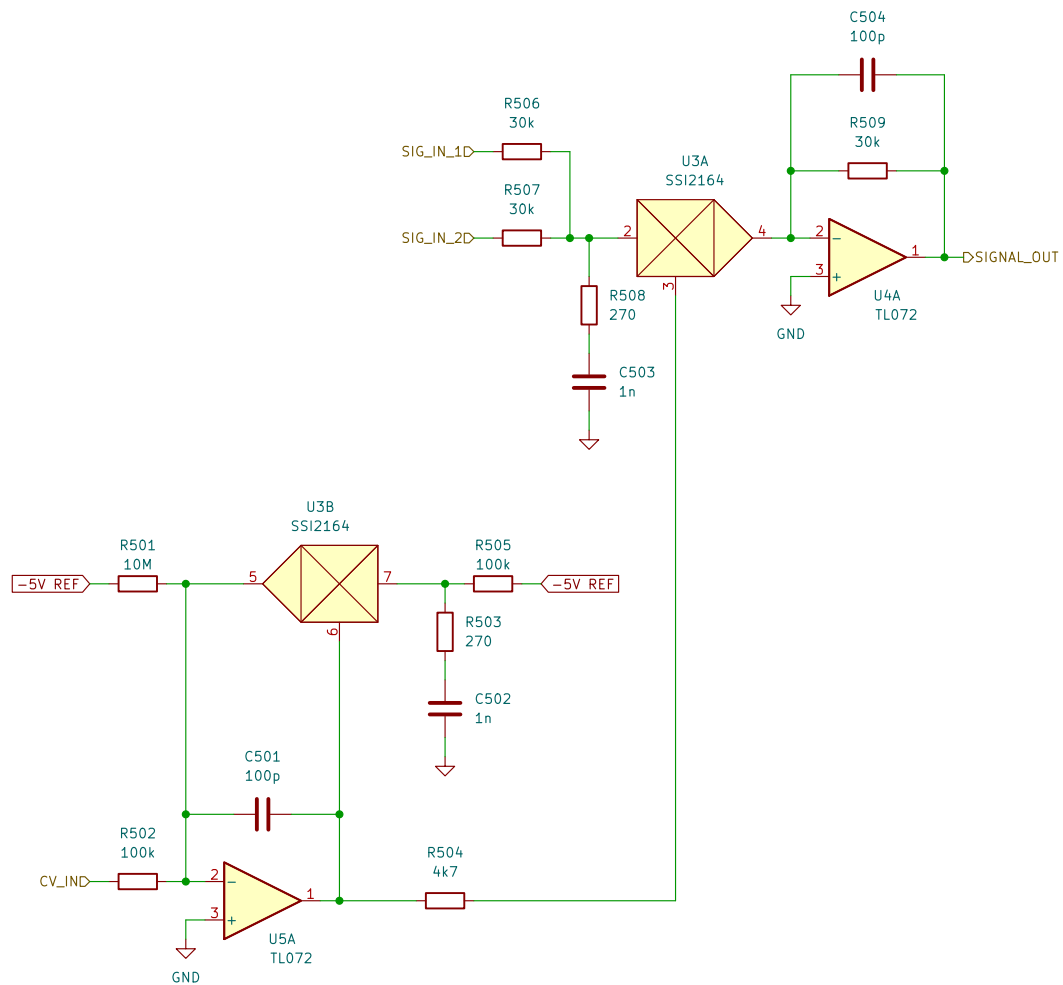 C504
100p
R506
30k
SIG_IN_1
R509
30k
U3A
SSI2164
R507
30k
SIG_IN_2
2
4
3
2
3
1
SIGNAL_OUT
U4A
TL072
GND
R508
270
C503
1n
U3B
SSI2164
R501
10M
-5V REF
5
7
6
R505
100k
-5V REF
R503
270
C502
1n
C501
100p
R502
100k
CV_IN
2
3
1
R504
4k7
U5A
TL072
GND